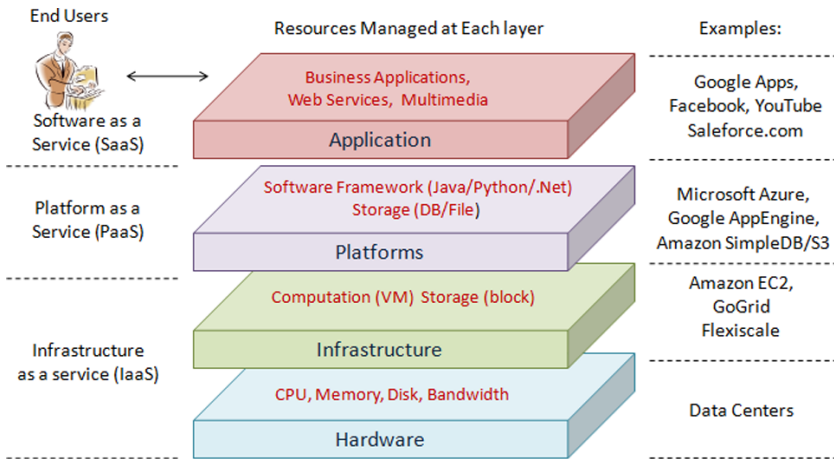 End Users
Resources Managed at Each layer
Examples:
Business Applications,
Web Services, Multimedia
Application
Software as a
Service (SaaS)
Google Apps,
Facebook, YouTube
Saleforce.com
Software Framework (Java/Python/.Net)
Storage (DB/File)
Platforms
Platform as a
Service (PaaS)
Microsoft Azure,
Google AppEngine,
Amazon SimpleDB/S3
Computation (VM) Storage (block)
Infrastructure
Amazon EC2,
GoGrid
Flexiscale
Infrastructure
as a service (IaaS)
CPU, Memory, Disk, Bandwidth
Hardware
Data Centers